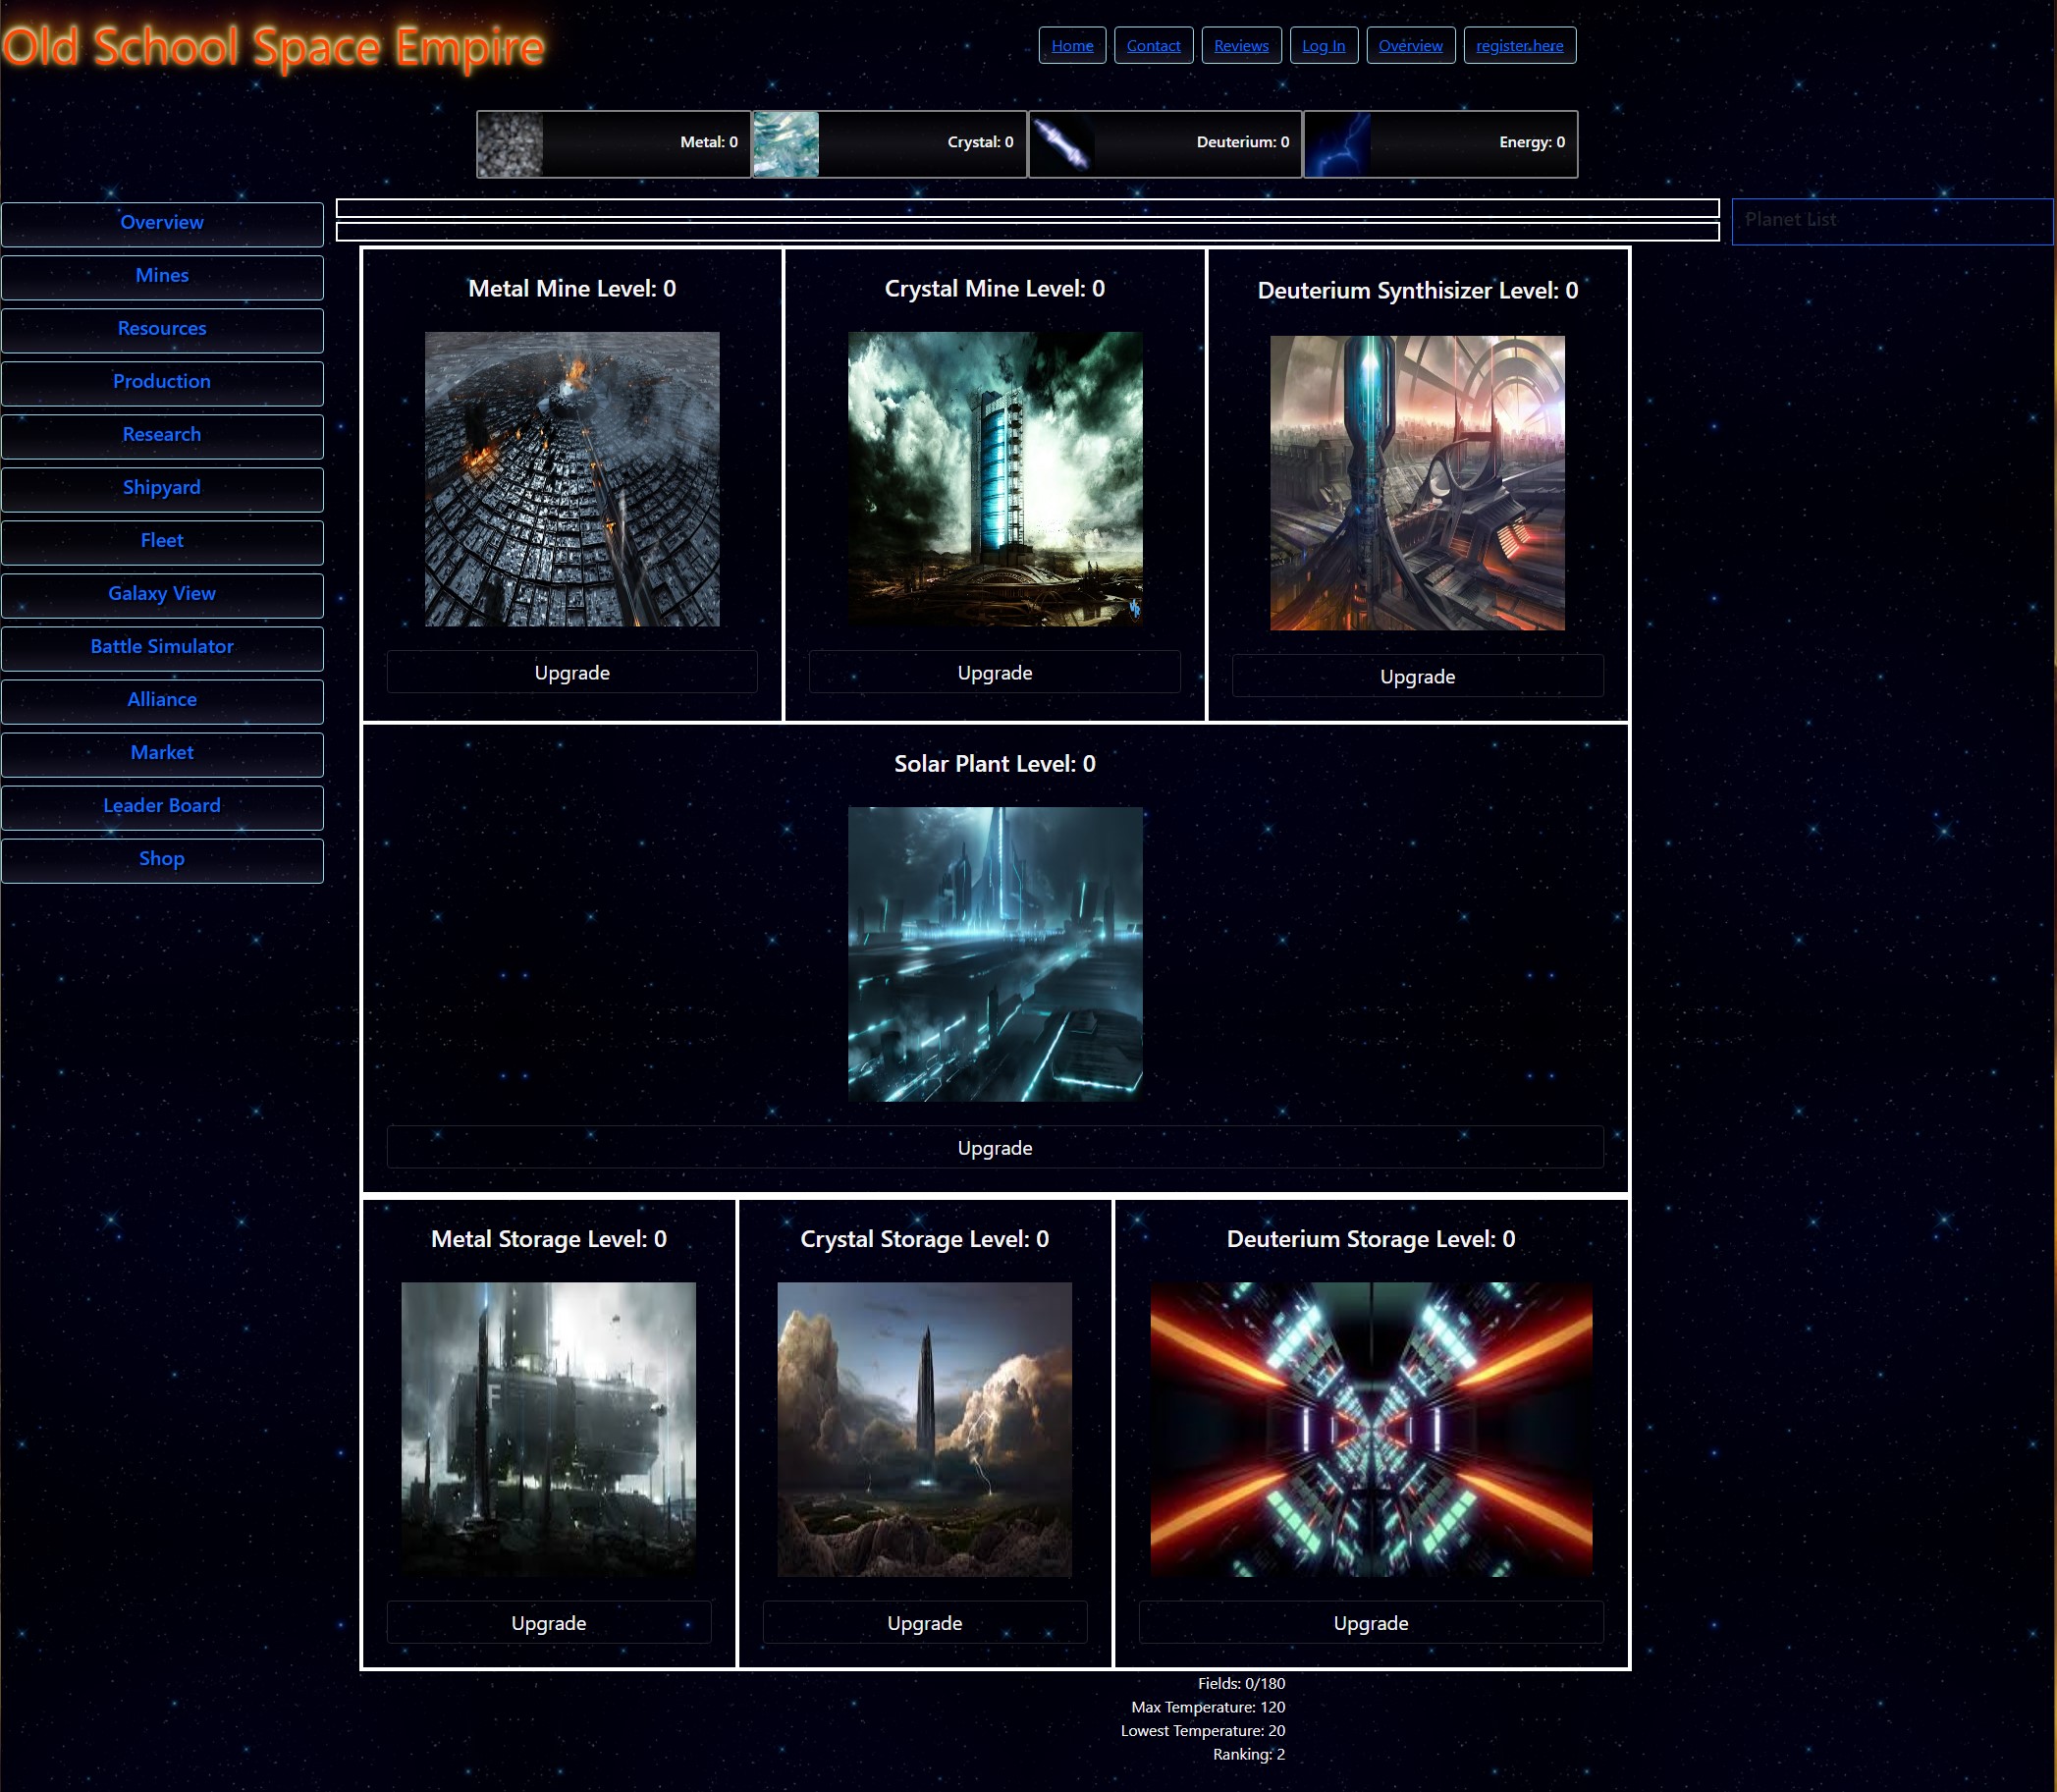 Old School Space Empire
Home Contact Reviews Log In Overview register here
Metal: 0 Crystal: 0 Deuterium: 0 Energy: 0
Overview
Mines
Resources
Production
Research
Shipyard
Fleet
Galaxy View
Battle Simulator
Alliance
Market
Leader Board
Shop
Planet List
Metal Mine Level: 0 Crystal Mine Level: 0 Deuterium Synthisizer Level: 0
Upgrade Upgrade Upgrade
Solar Plant Level: 0
Upgrade
Metal Storage Level: 0 Crystal Storage Level: 0 Deuterium Storage Level: 0
F
Upgrade Upgrade Upgrade
Fields: 0/180
Max Temperature: 120
Lowest Temperature: 20
Ranking: 2